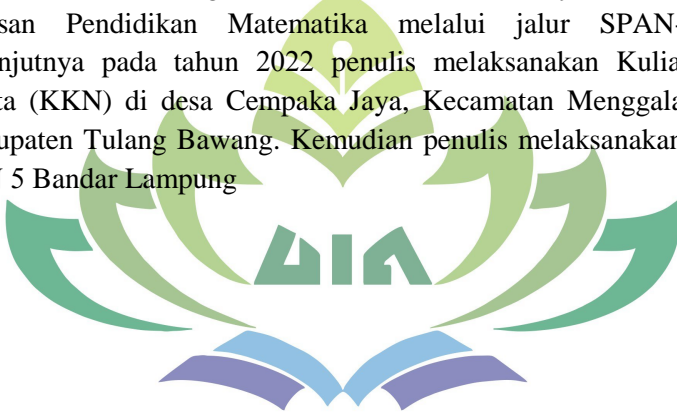 san Pendidikan Matematika melalui jalur SPAN-
njutnya pada tahun 2022 penulis melaksanakan Kulia
ta (KKN) di desa Cempaka Jaya, Kecamatan Menggala
upaten Tulang Bawang. Kemudian penulis melaksanakan
5 Bandar Lampung
UIN